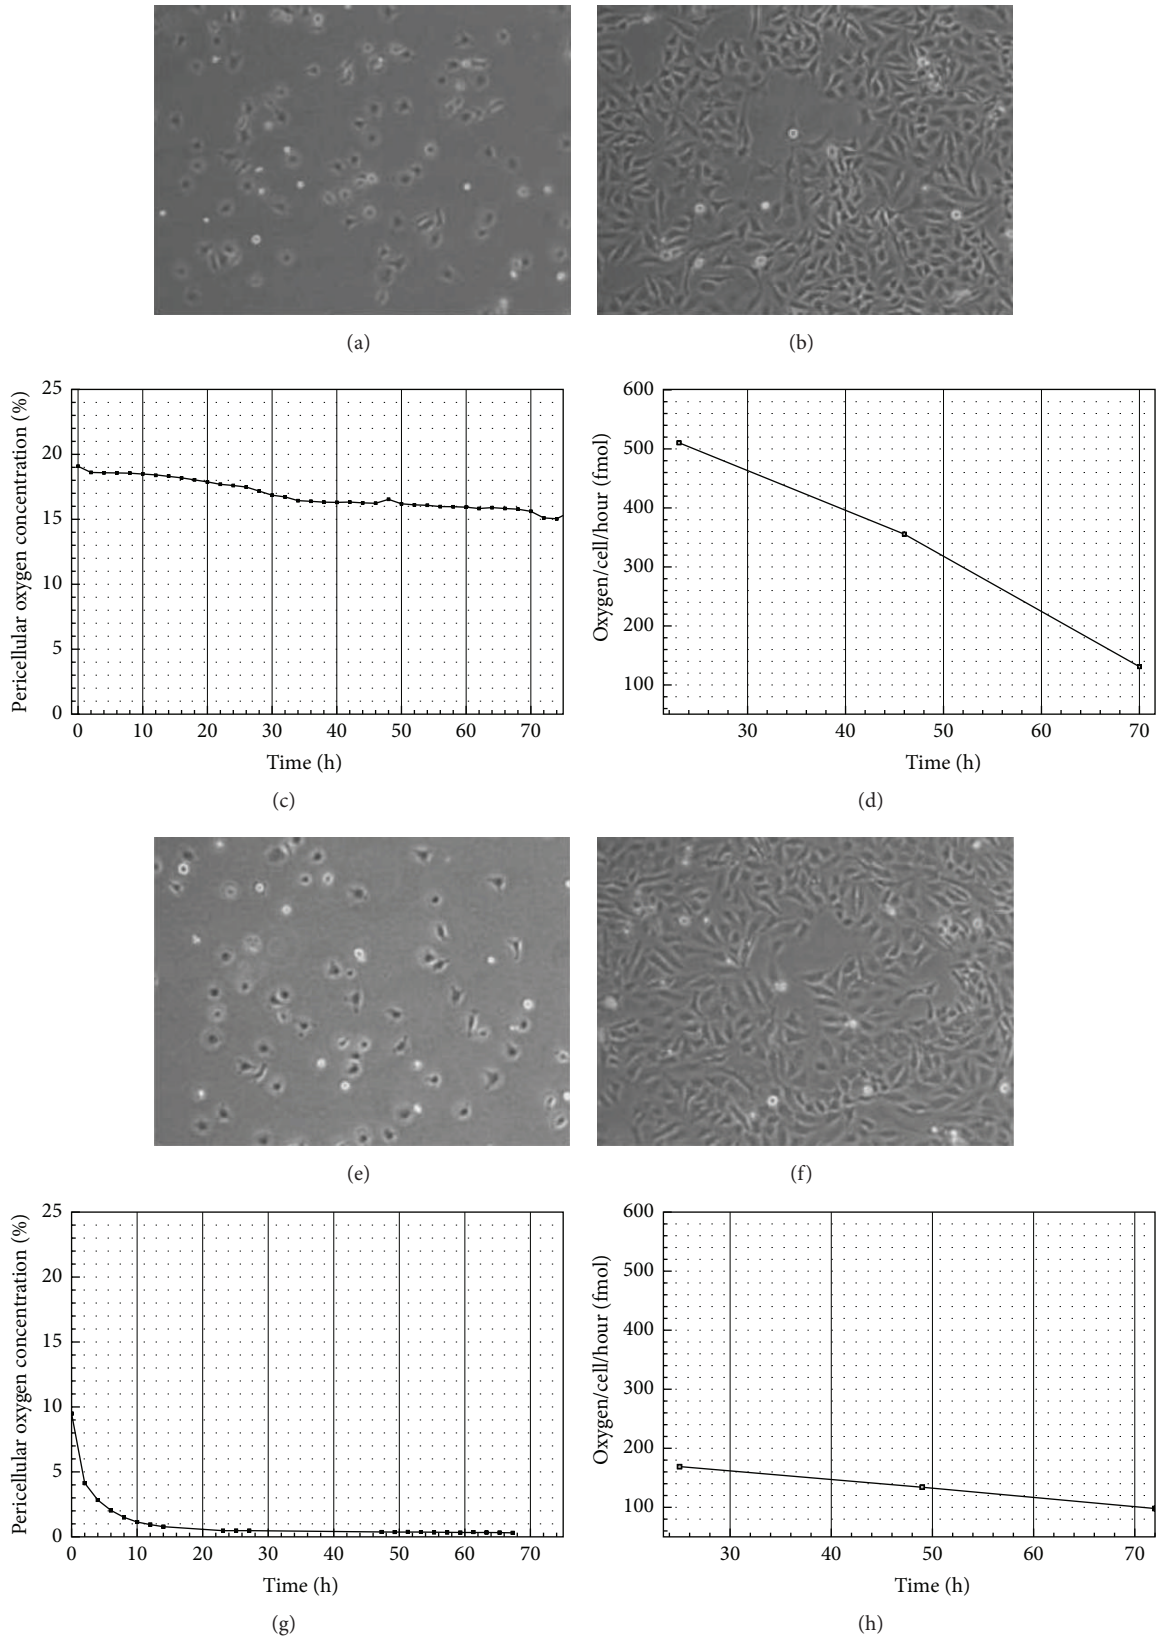 (a)
(b)
Pericellular oxygen concentration (%)
25
20
15
10
5
0
0 10 20 30 40 50 60 70
Time (h)
(c)
Oxygen/cell/hour (fmol)
600
500
400
300
200
100
30 40 50 60 70
Time (h)
(d)
(e)
(f)
Pericellular oxygen concentration (%)
25
20
15
10
5
0
0 10 20 30 40 50 60 70
Time (h)
(g)
Oxygen/cell/hour (fmol)
600
500
400
300
200
100
30 40 50 60 70
Time (h)
(h)